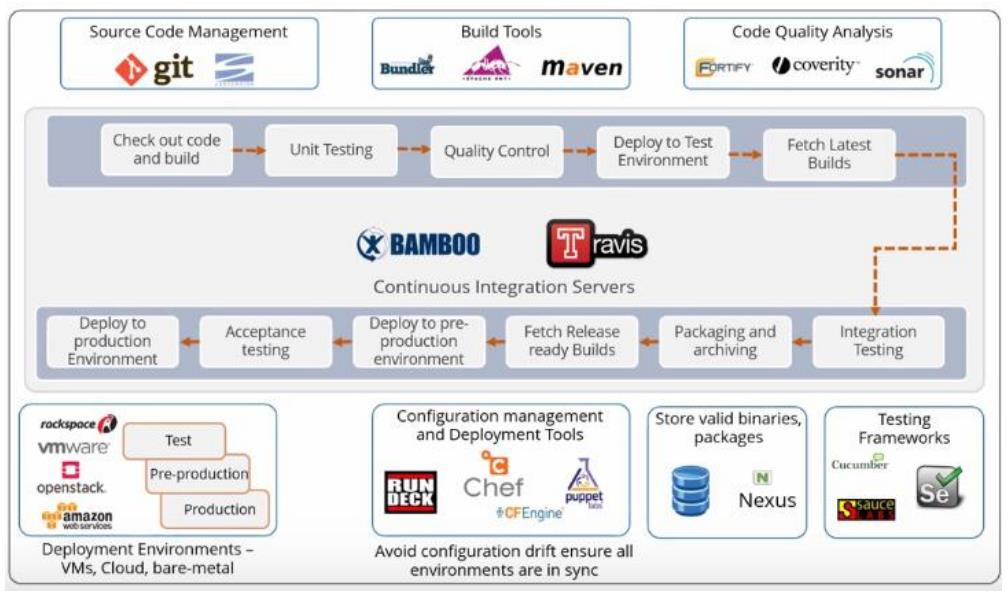 Source Code Management
git
SUBVERSION
Build Tools
Bundler
APACHE ANT
maven
Code Quality Analysis
FORTIFY
coverity
sonar
Check out code
and build
Unit Testing
Quality Control
Deploy to Test
Environment
Fetch Latest
Builds
BAMBOO
Travis
Continuous Integration Servers
Deploy to
production
Environment
Acceptance
testing
Deploy to pre-
production
environment
Fetch Release
ready Builds
Packaging and
archiving
Integration
Testing
rackspace
vmware
openstack.
amazon
web services
Test
Pre-production
Production
Deployment Environments –
VMs, Cloud, bare-metal
Configuration management
and Deployment Tools
RUN
DECK
Chef
CFEngine
puppet
labs
Avoid configuration drift ensure all
environments are in sync
Store valid binaries,
packages
N
Nexus
Testing
Frameworks
Cucumber
Se
sauce
LABS